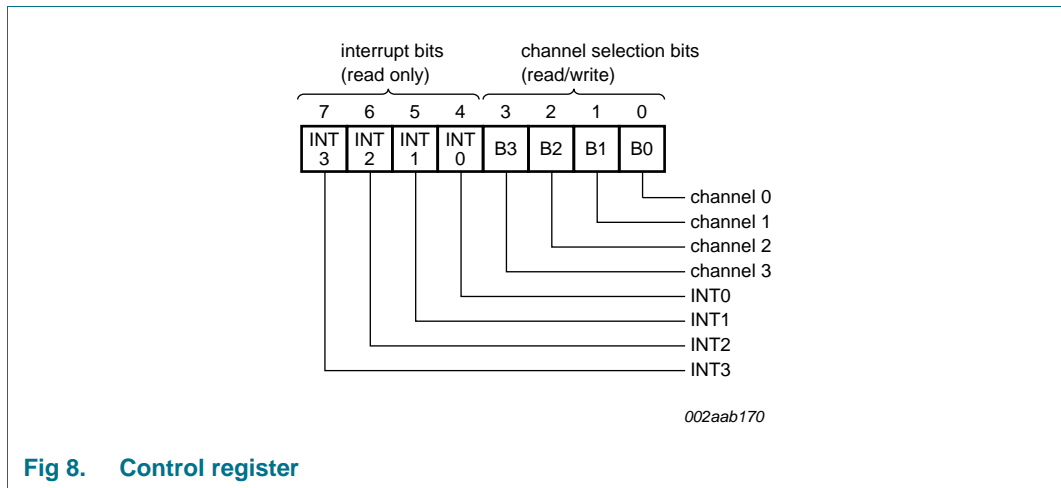 interrupt bits
(read only)
channel selection bits
(read/write)
7 6 5 4 3 2 1 0
INT 3 INT 2 INT 1 INT 0 B3 B2 B1 B0
channel 0
channel 1
channel 2
channel 3
INT0
INT1
INT2
INT3
002aab170
Fig 8. Control register